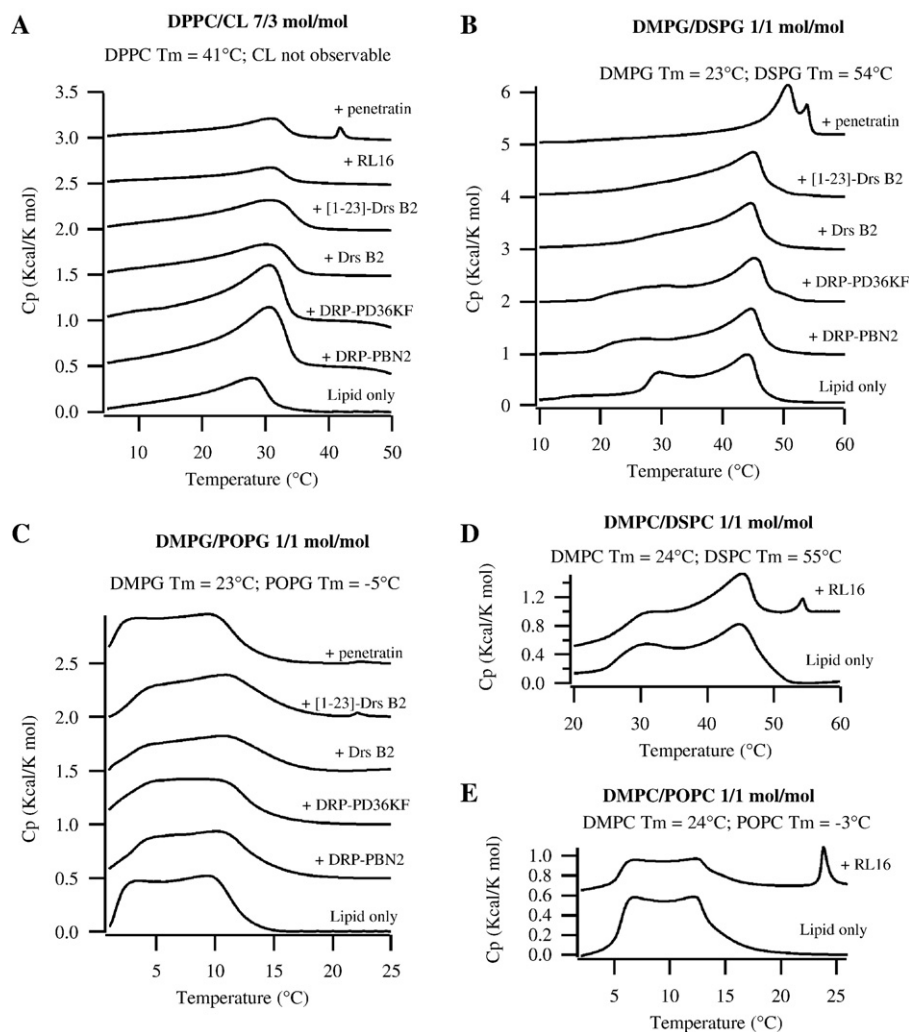 A
DPPC/CL 7/3 mol/mol
DPPC Tm = 41°C; CL not observable
3.5
3.0
2.5
2.0
1.5
1.0
0.5
0.0
Cp (Kcal/K mol)
+ penetratin
+ RL16
+ [1-23]-Drs B2
+ Drs B2
+ DRP-PD36KF
+ DRP-PBN2
Lipid only
10 20 30 40 50
Temperature (°C)
B
DMPG/DSPG 1/1 mol/mol
DMPG Tm = 23°C; DSPG Tm = 54°C
6
5
4
3
2
1
0
Cp (Kcal/K mol)
+ penetratin
+ [1-23]-Drs B2
+ Drs B2
+ DRP-PD36KF
+ DRP-PBN2
Lipid only
10 20 30 40 50 60
Temperature (°C)
C
DMPG/POPG 1/1 mol/mol
DMPG Tm = 23°C; POPG Tm = -5°C
2.5
2.0
1.5
1.0
0.5
0.0
Cp (Kcal/K mol)
+ penetratin
+ [1-23]-Drs B2
+ Drs B2
+ DRP-PD36KF
+ DRP-PBN2
Lipid only
5 10 15 20 25
Temperature (°C)
D
DMPC/DSPC 1/1 mol/mol
DMPC Tm = 24°C; DSPC Tm = 55°C
1.2
0.8
0.4
0.0
Cp (Kcal/K mol)
+ RL16
Lipid only
20 30 40 50 60
Temperature (°C)
E
DMPC/POPC 1/1 mol/mol
DMPC Tm = 24°C; POPC Tm = -3°C
1.0
0.8
0.6
0.4
0.2
0.0
Cp (Kcal/K mol)
+ RL16
Lipid only
5 10 15 20 25
Temperature (°C)